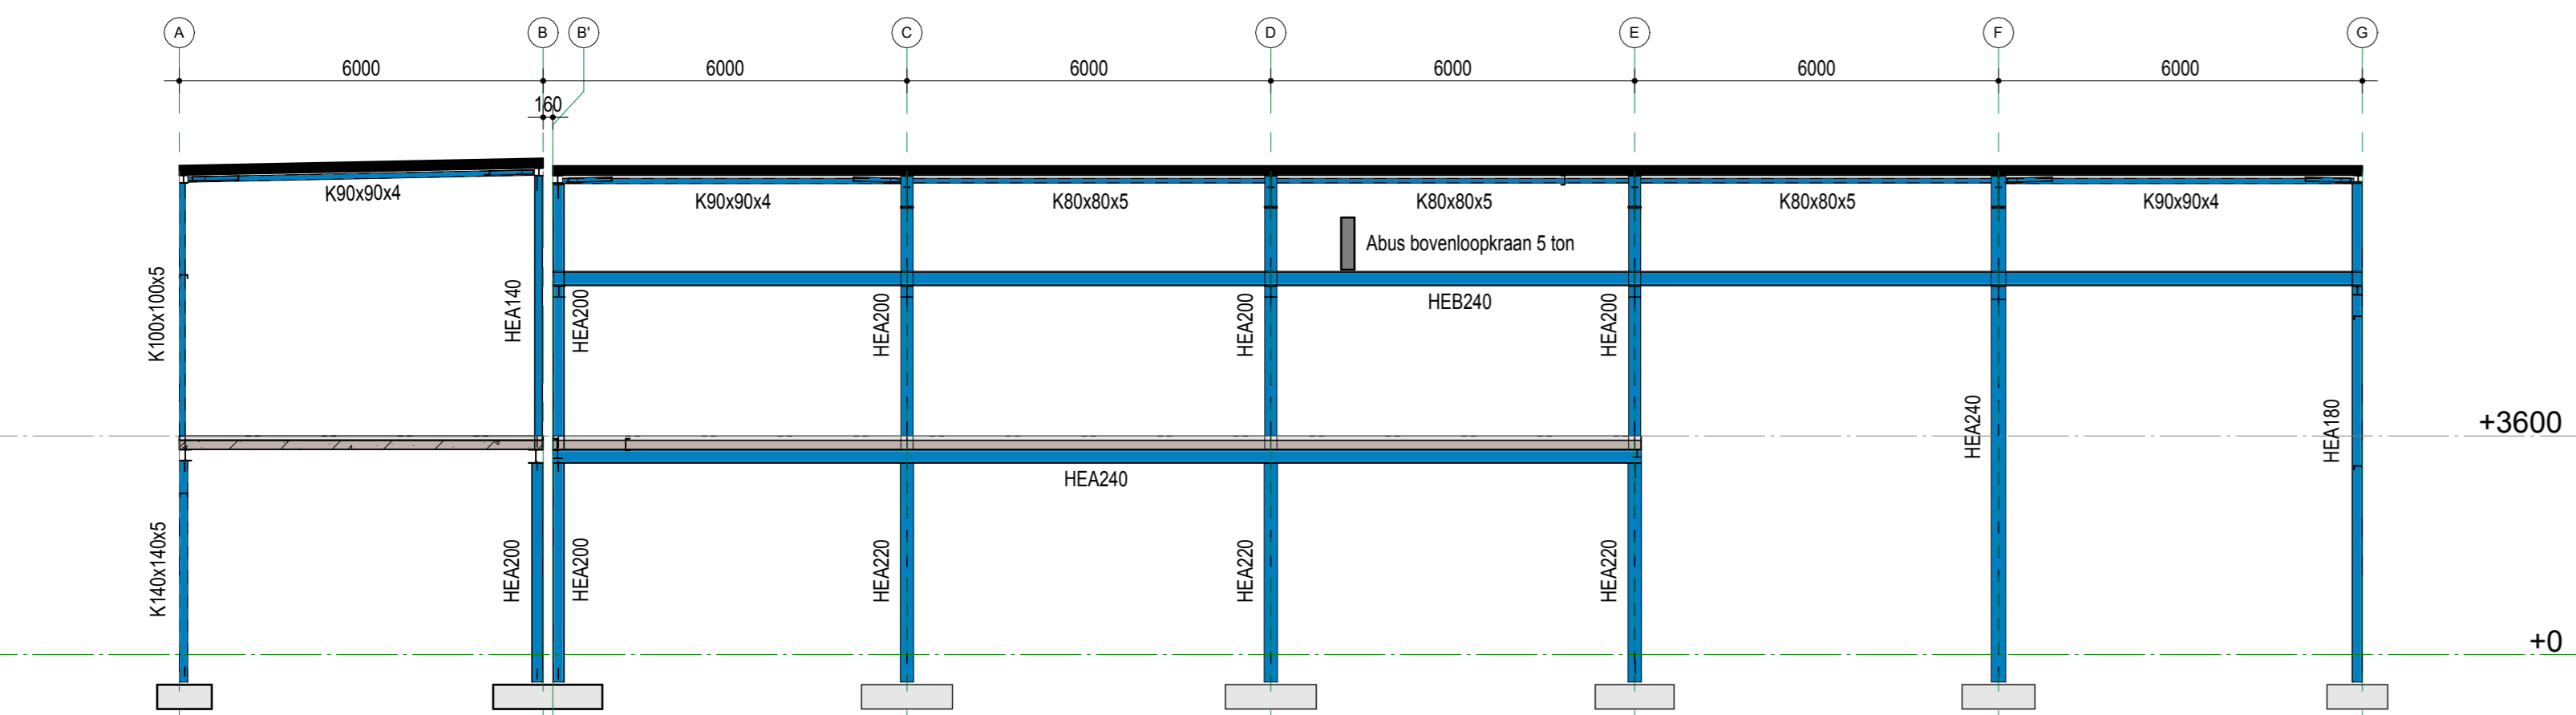 A
B
B'
C
D
E
F
G
6000
6000
6000
6000
6000
6000
160
K90x90x4
K90x90x4
K80x80x5
K80x80x5
K80x80x5
K90x90x4
Abus bovenloopkraan 5 ton
K100x100x5
HEA140
HEA200
HEA200
HEA200
HEB240
HEA200
HEA240
HEA180
+3600
HEA240
K140x140x5
HEA200
HEA200
HEA220
HEA220
HEA220
+0